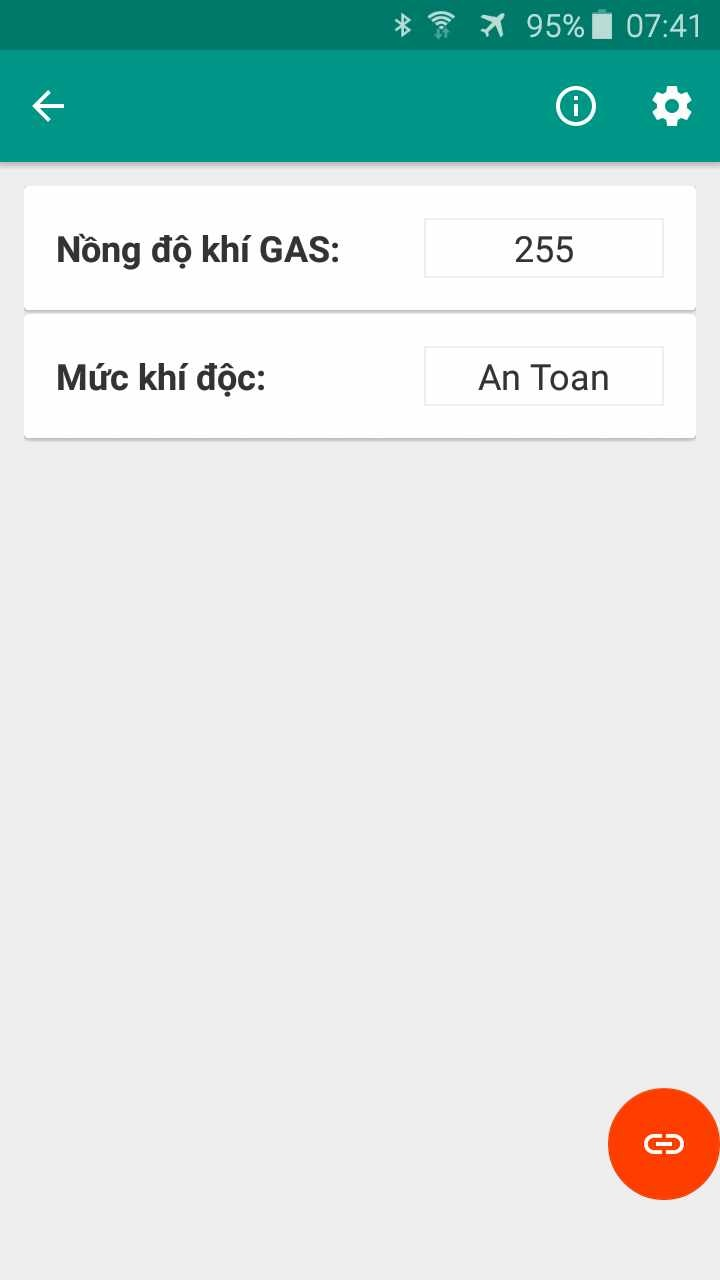 95% 07:41
Nồng độ khí GAS: 255
Mức khí độc: An Toan